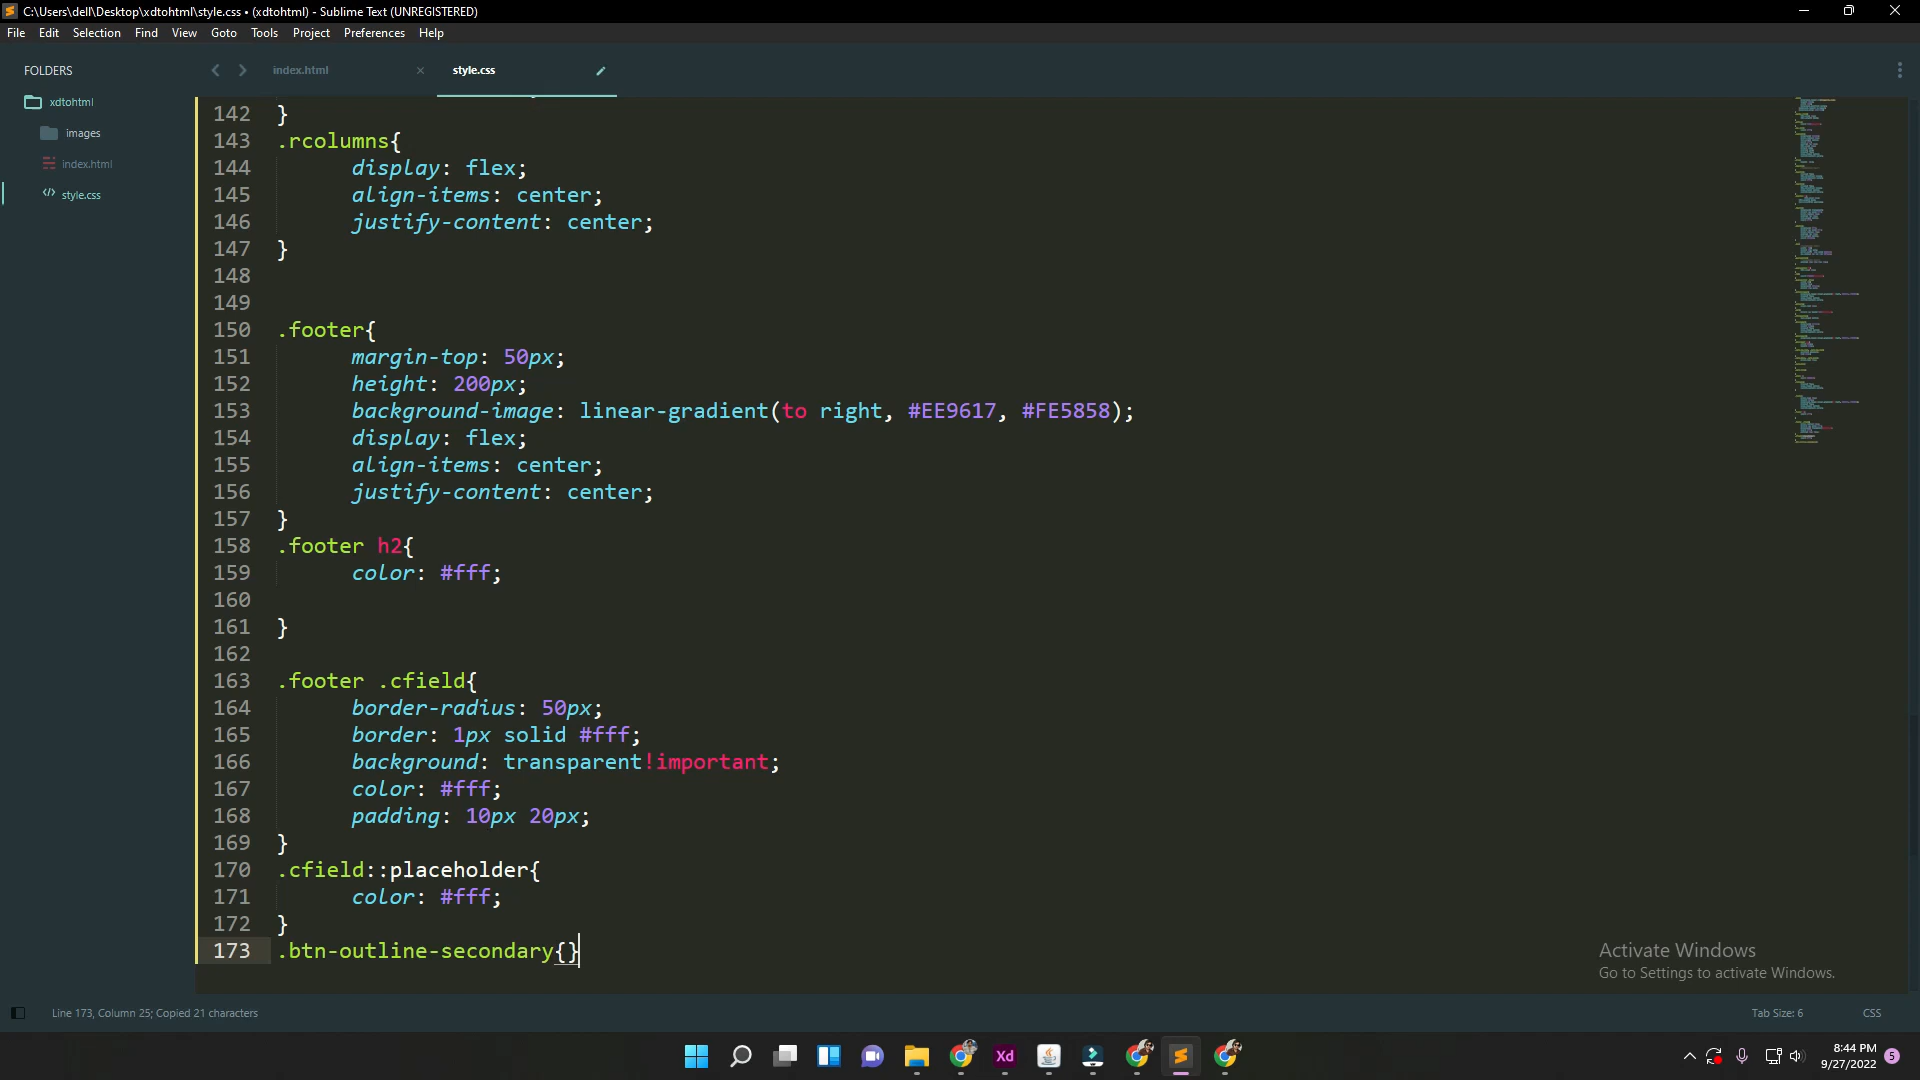 C:\Users\dell\Desktop\xdtohtml\style.css • (xdtohtml) - Sublime Text (UNREGISTERED)
File Edit Selection Find View Goto Tools Project Preferences Help
FOLDERS
xdtohtml
images
index.html
style.css
index.html
style.css
142 }
143 .rcolumns{
144 display: flex;
145 align-items: center;
146 justify-content: center;
147 }
148
149
150 .footer{
151 margin-top: 50px;
152 height: 200px;
153 background-image: linear-gradient(to right, #EE9617, #FE5858);
154 display: flex;
155 align-items: center;
156 justify-content: center;
157 }
158 .footer h2{
159 color: #fff;
160
161 }
162
163 .footer .cfield{
164 border-radius: 50px;
165 border: 1px solid #fff;
166 background: transparent!important;
167 color: #fff;
168 padding: 10px 20px;
169 }
170 .cfield::placeholder{
171 color: #fff;
172 }
173 .btn-outline-secondary{}
Activate Windows
Go to Settings to activate Windows.
Line 173, Column 25; Copied 21 characters
Tab Size: 6
CSS
Xd
8:44 PM
9/27/2022
5